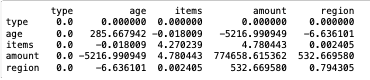 type age items amount region
type 0.0 0.000000 0.000000 0.000000 0.000000
age 0.0 285.667942 -0.018009 -5216.990949 -6.636101
items 0.0 -0.018009 4.270239 4.780443 0.002405
amount 0.0 -5216.990949 4.780443 774658.615362 532.669680
region 0.0 -6.636101 0.002405 532.669680 0.794305